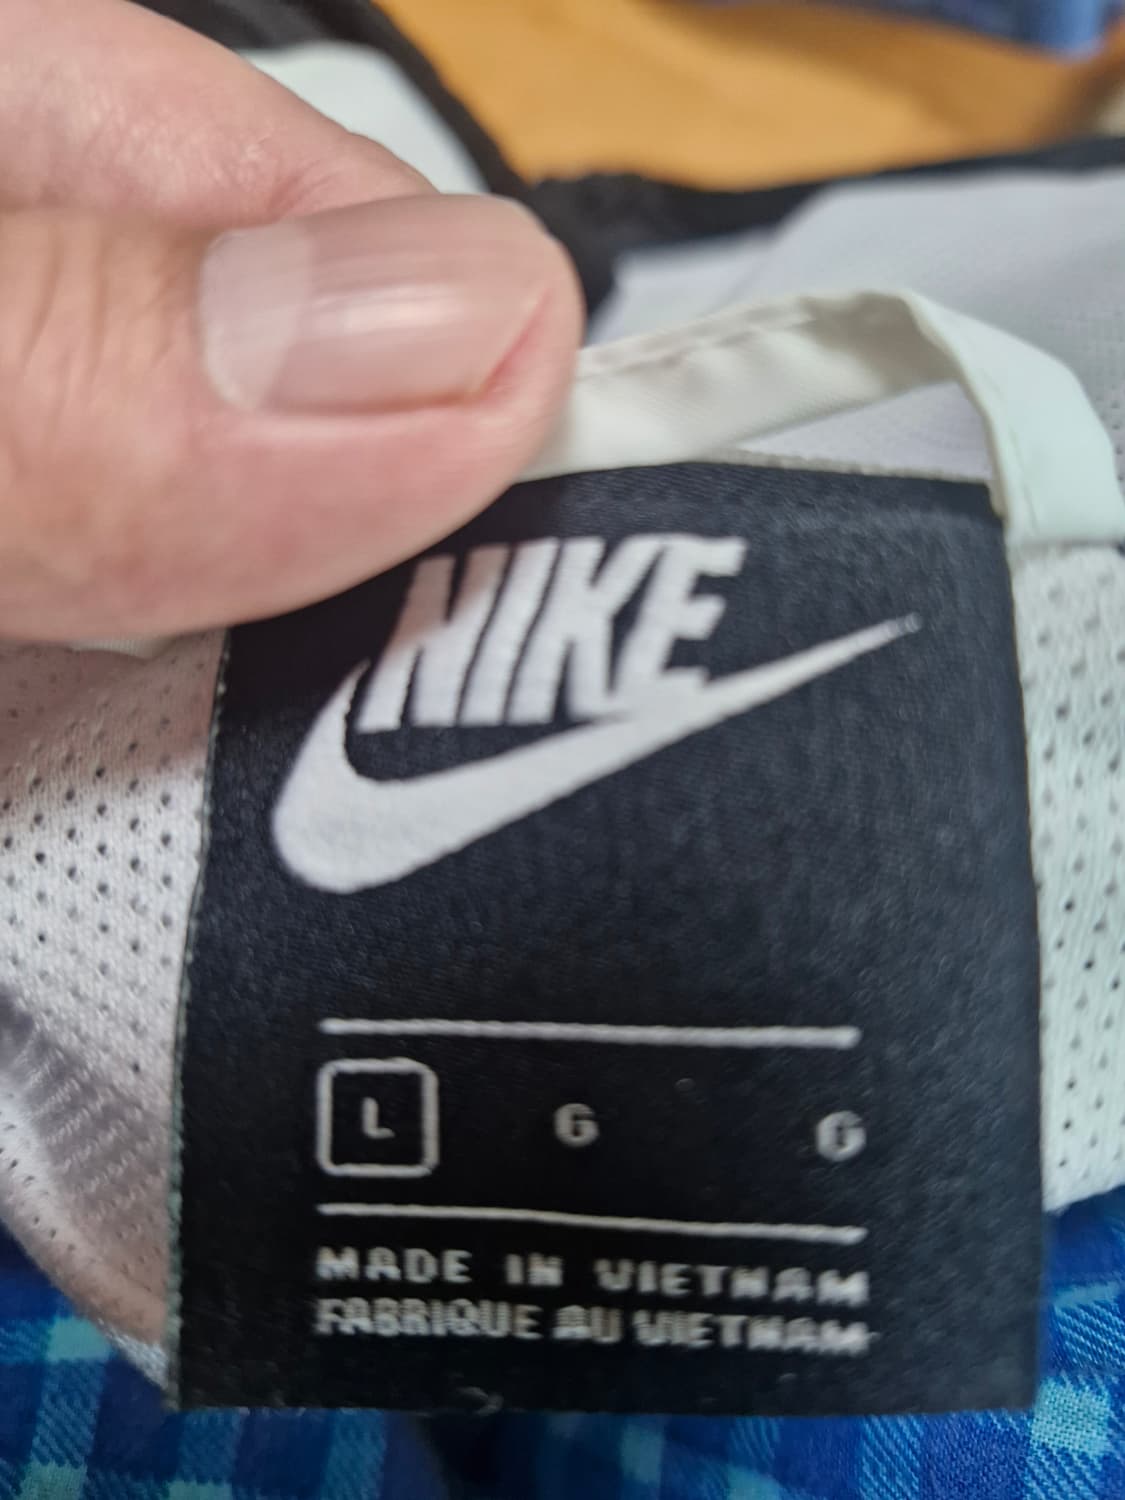 NIKE
L G G
MADE IN VIETNAM
FABRIQUE AU VIETNAM